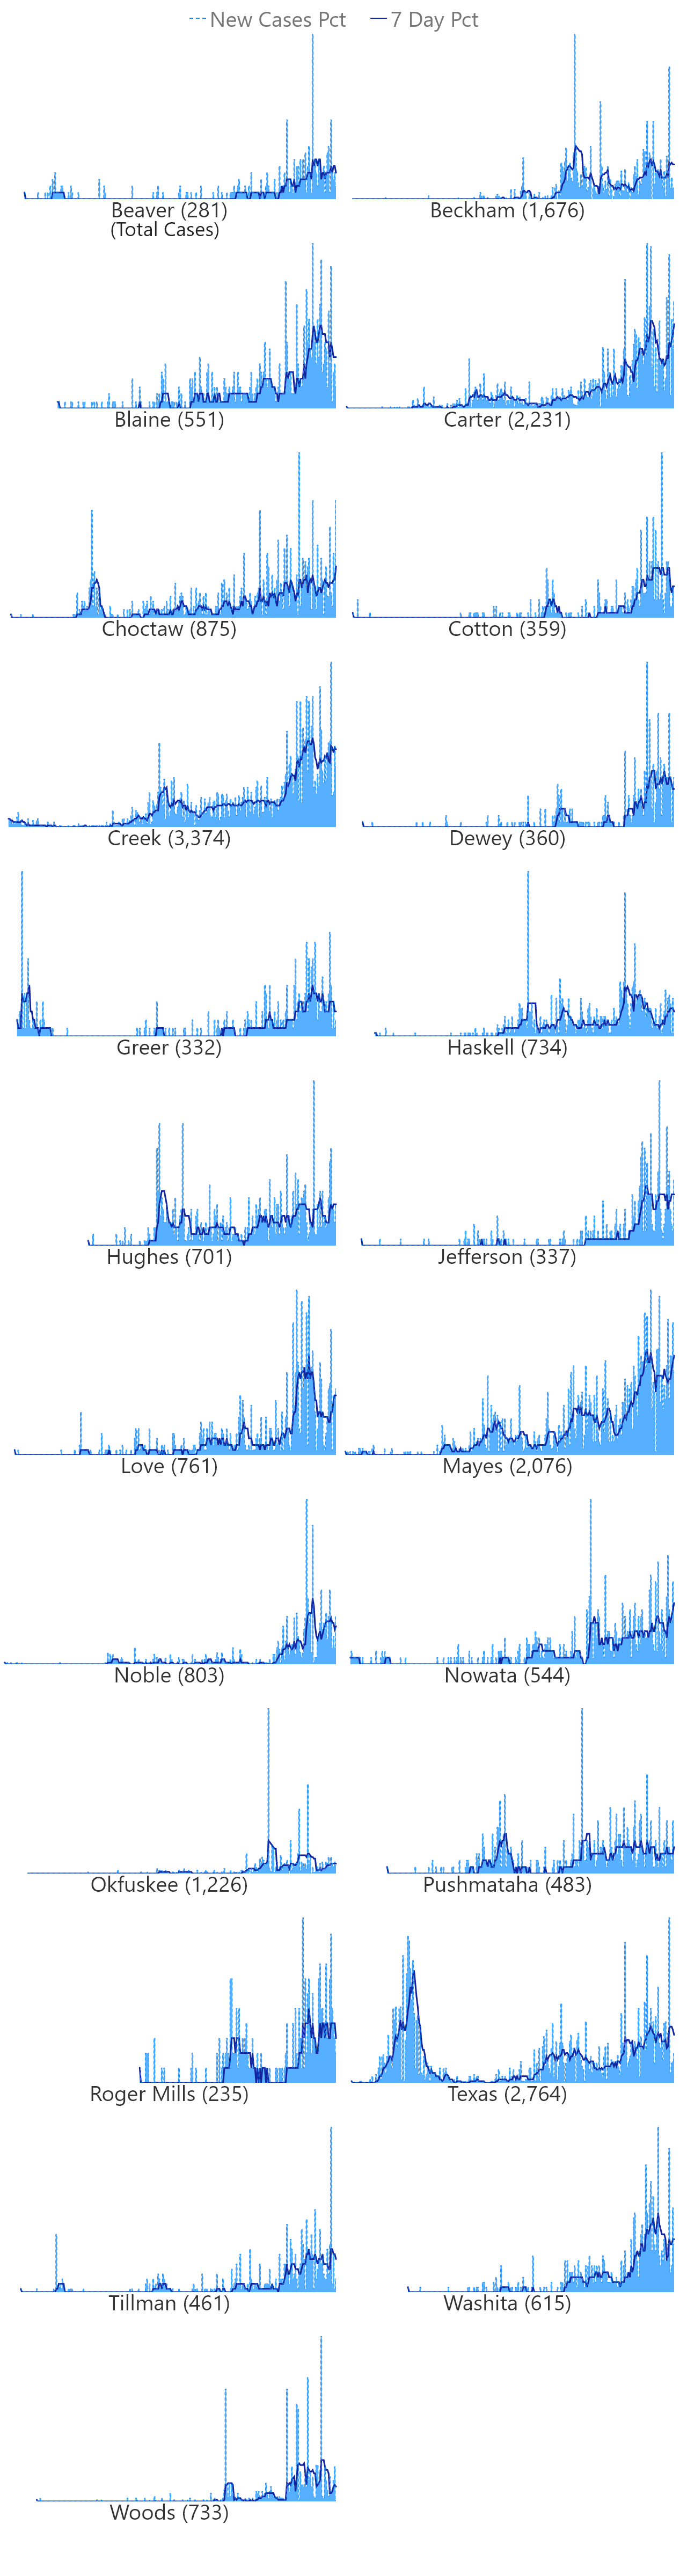 New Cases Pct 7 Day Pct
Beaver (281) Beckham (1,676)
(Total Cases)
Blaine (551) Carter (2,231)
Choctaw (875) Cotton (359)
Creek (3,374) Dewey (360)
Greer (332) Haskell (734)
Hughes (701) Jefferson (337)
Love (761) Mayes (2,076)
Noble (803) Nowata (544)
Okfuskee (1,226) Pushmataha (483)
Roger Mills (235) Texas (2,764)
Tillman (461) Washita (615)
Woods (733)